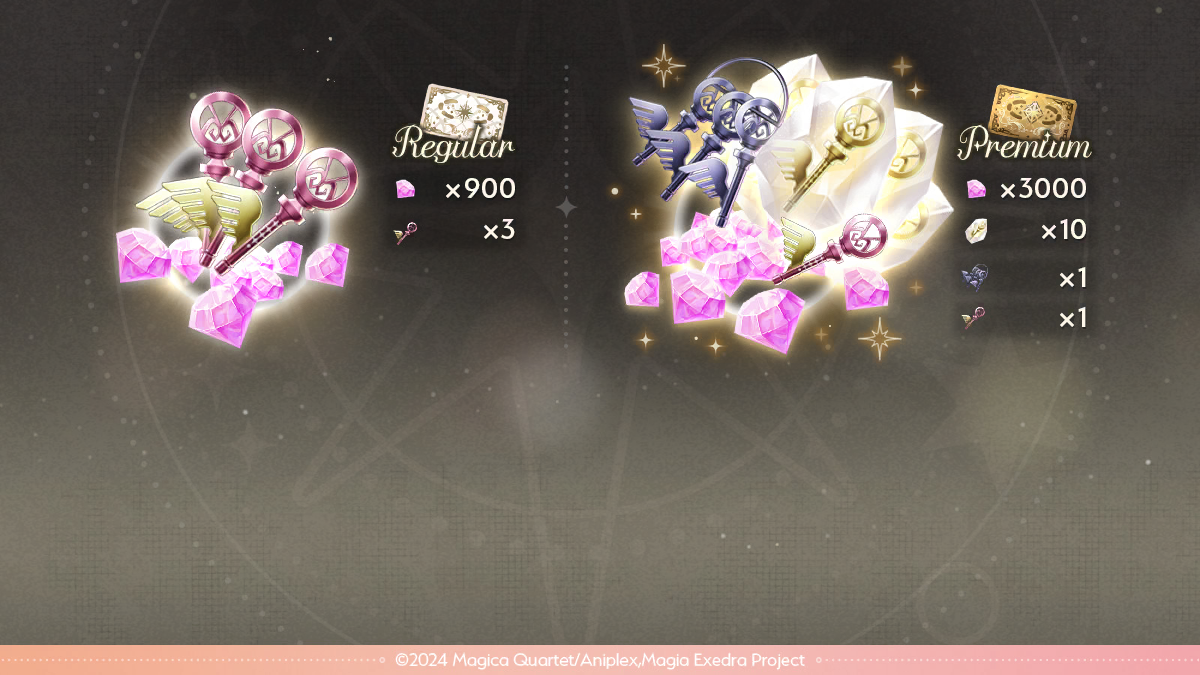 Regular
×900
×3
Premium
×3000
×10
×1
×1
©2024 Magica Quartet/Aniplex,Magia Exedra Project